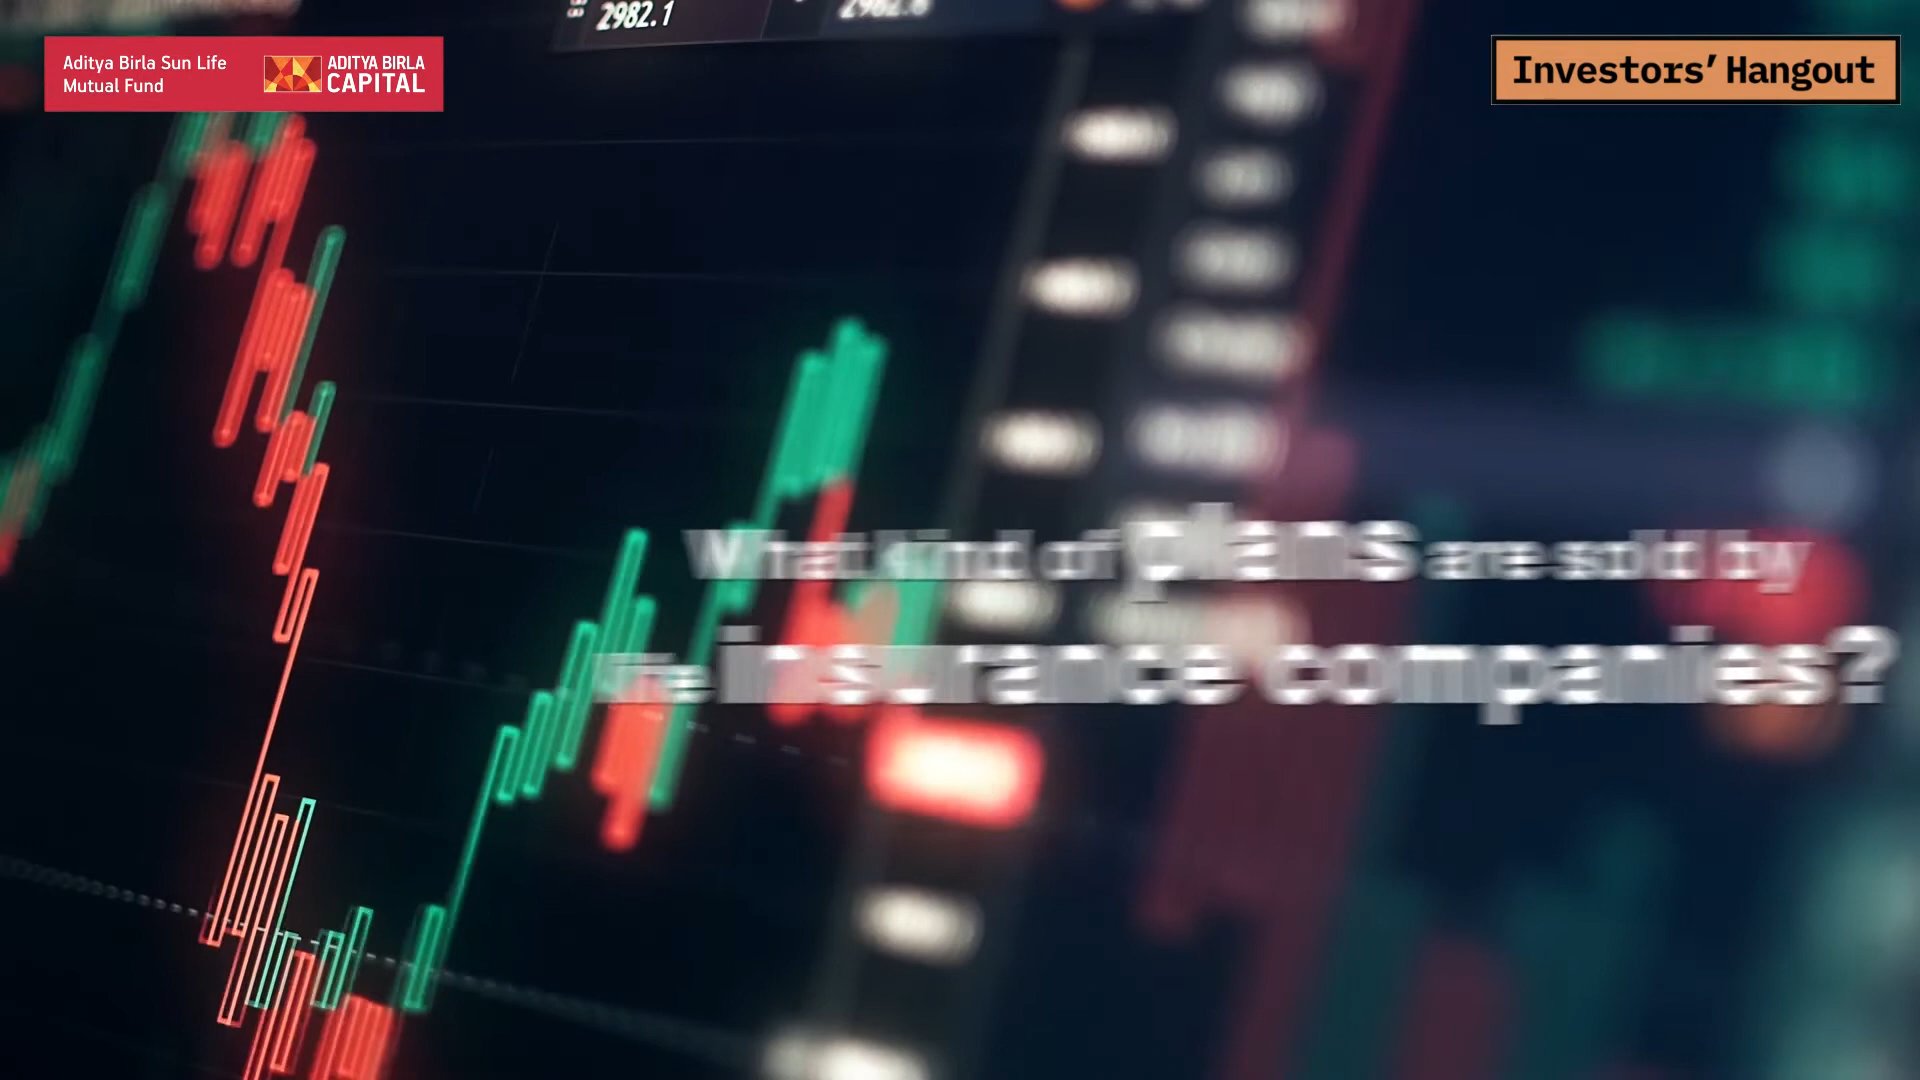 2982.1
Aditya Birla Sun Life
Mutual Fund
ADITYA BIRLA
CAPITAL
Investors’ Hangout
What kind of plans are sold by
life insurance companies?